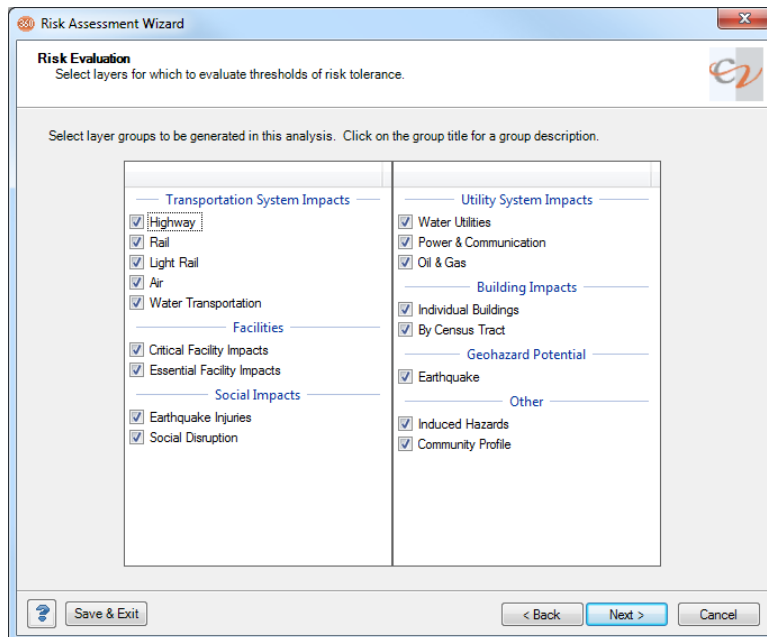 Risk Assessment Wizard
Risk Evaluation
Select layers for which to evaluate thresholds of risk tolerance.
Select layer groups to be generated in this analysis. Click on the group title for a group description.
Transportation System Impacts
Highway
Rail
Light Rail
Air
Water Transportation
Facilities
Critical Facility Impacts
Essential Facility Impacts
Social Impacts
Earthquake Injuries
Social Disruption
Utility System Impacts
Water Utilities
Power & Communication
Oil & Gas
Building Impacts
Individual Buildings
By Census Tract
Geohazard Potential
Earthquake
Other
Induced Hazards
Community Profile
? Save & Exit < Back Next > Cancel